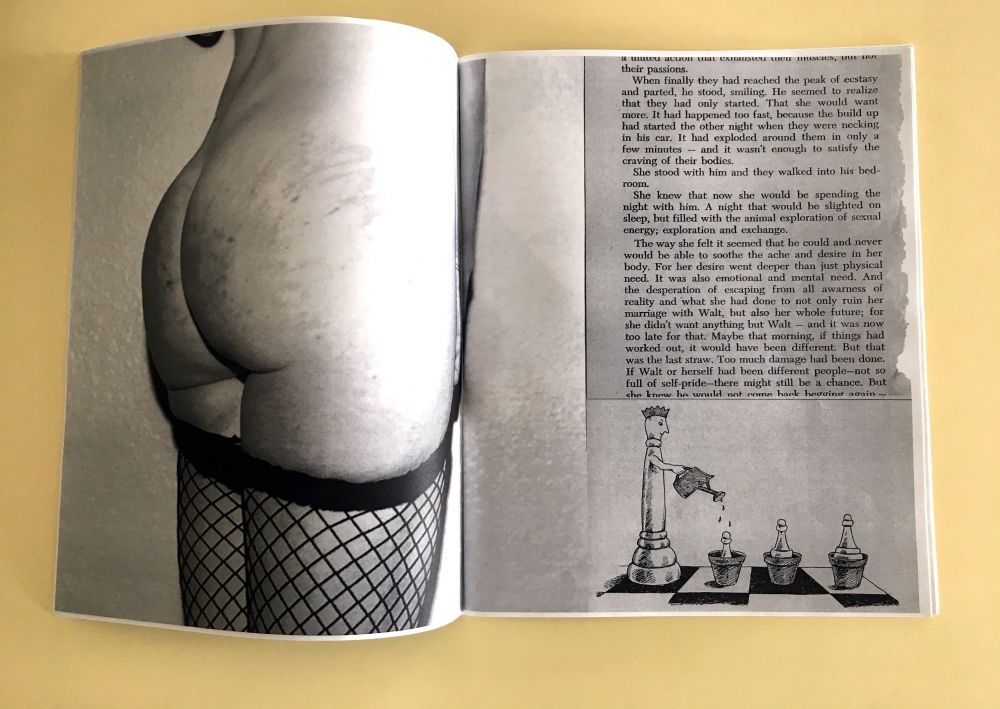 a united action that exhausted their muscles, but not
their passions.
When finally they had reached the peak of ecstasy
and parted, he stood, smiling. He seemed to realize
that they had only started. That she would want
more. It had happened too fast, because the build up
had started the other night when they were necking
in his car. It had exploded around them in only a
few minutes -- and it wasn't enough to satisfy the
craving of their bodies.
She stood with him and they walked into his bed-
room.
She knew that now she would be spending the
night with him. A night that would be slighted on
sleep, but filled with the animal exploration of sexual
energy; exploration and exchange.
The way she felt it seemed that he could and never
would be able to soothe the ache and desire in her
body. For her desire went deeper than just physical
need. It was also emotional and mental need. And
the desperation of escaping from all awarness of
reality and what she had done to not only ruin her
marriage with Walt, but also her whole future; for
she didn't want anything but Walt — and it was now
too late for that. Maybe that morning, if things had
worked out, it would have been different. But that
was the last straw. Too much damage had been done.
If Walt or herself had been different people—not so
full of self-pride—there might still be a chance. But
she knew he would not come back begging again —